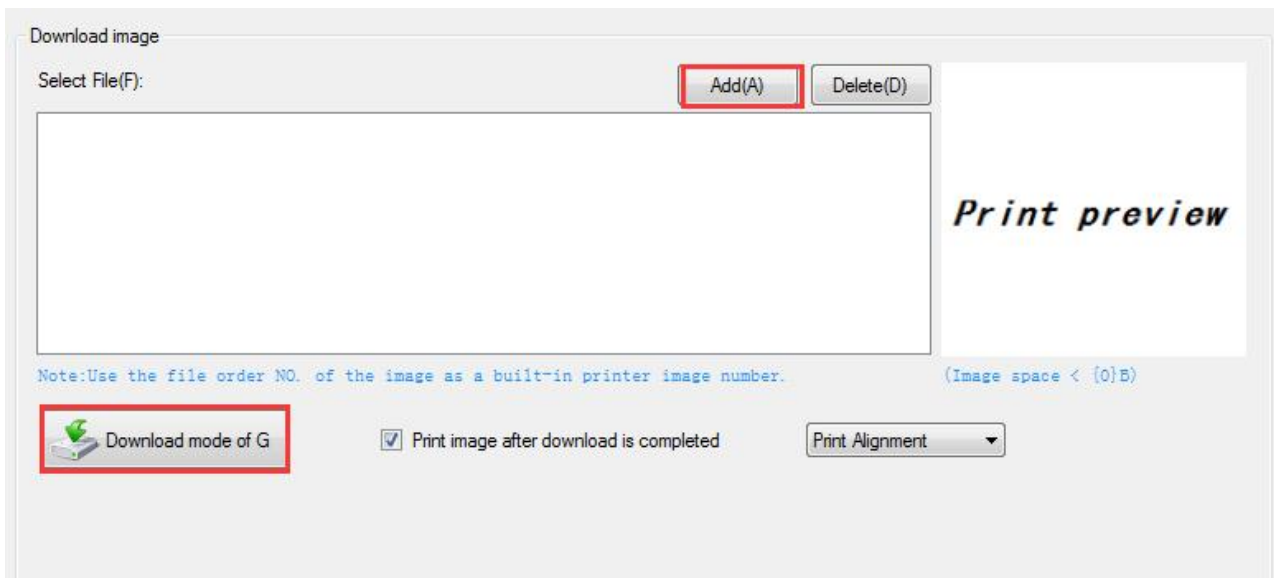 Download image
Select File(F):
Add(A)
Delete(D)
Print preview
Note:Use the file order NO. of the image as a built-in printer image number.
(Image space < {0}B)
Download mode of G
Print image after download is completed
Print Alignment